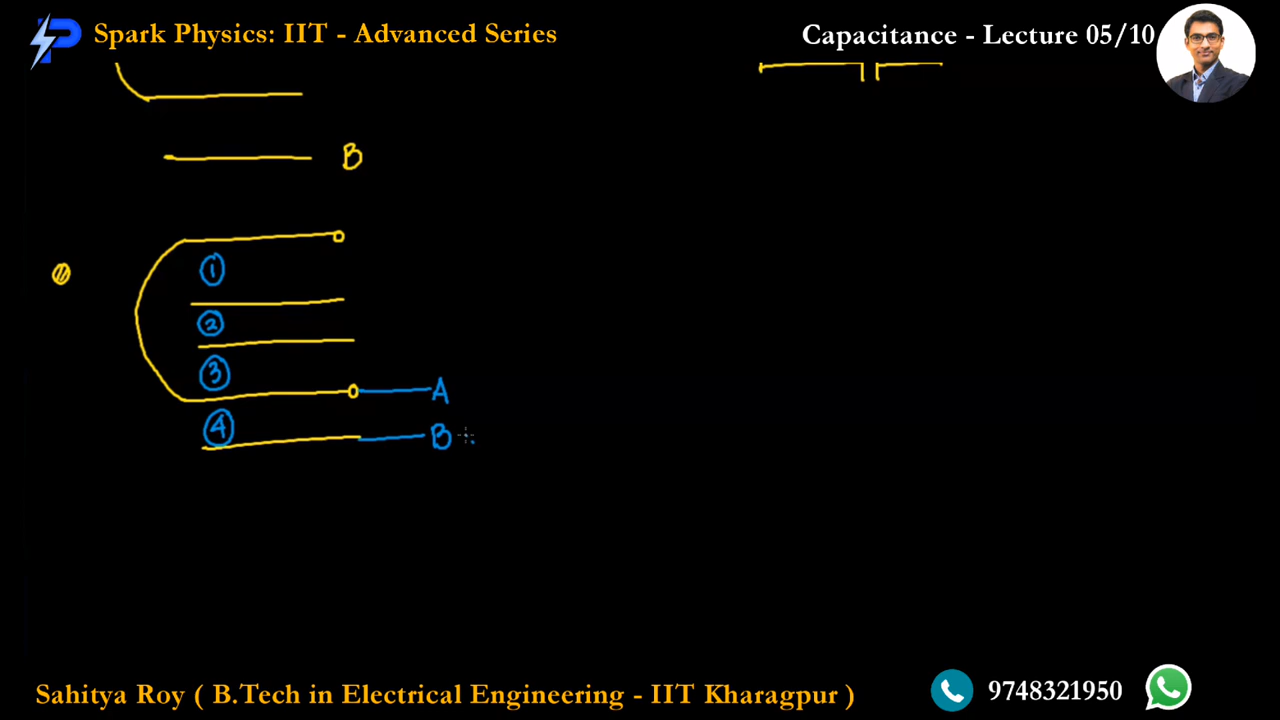 Spark Physics: IIT - Advanced Series
Capacitance - Lecture 05/10
B
①
②
③
A
④
B
Sahitya Roy ( B.Tech in Electrical Engineering - IIT Kharagpur )
9748321950